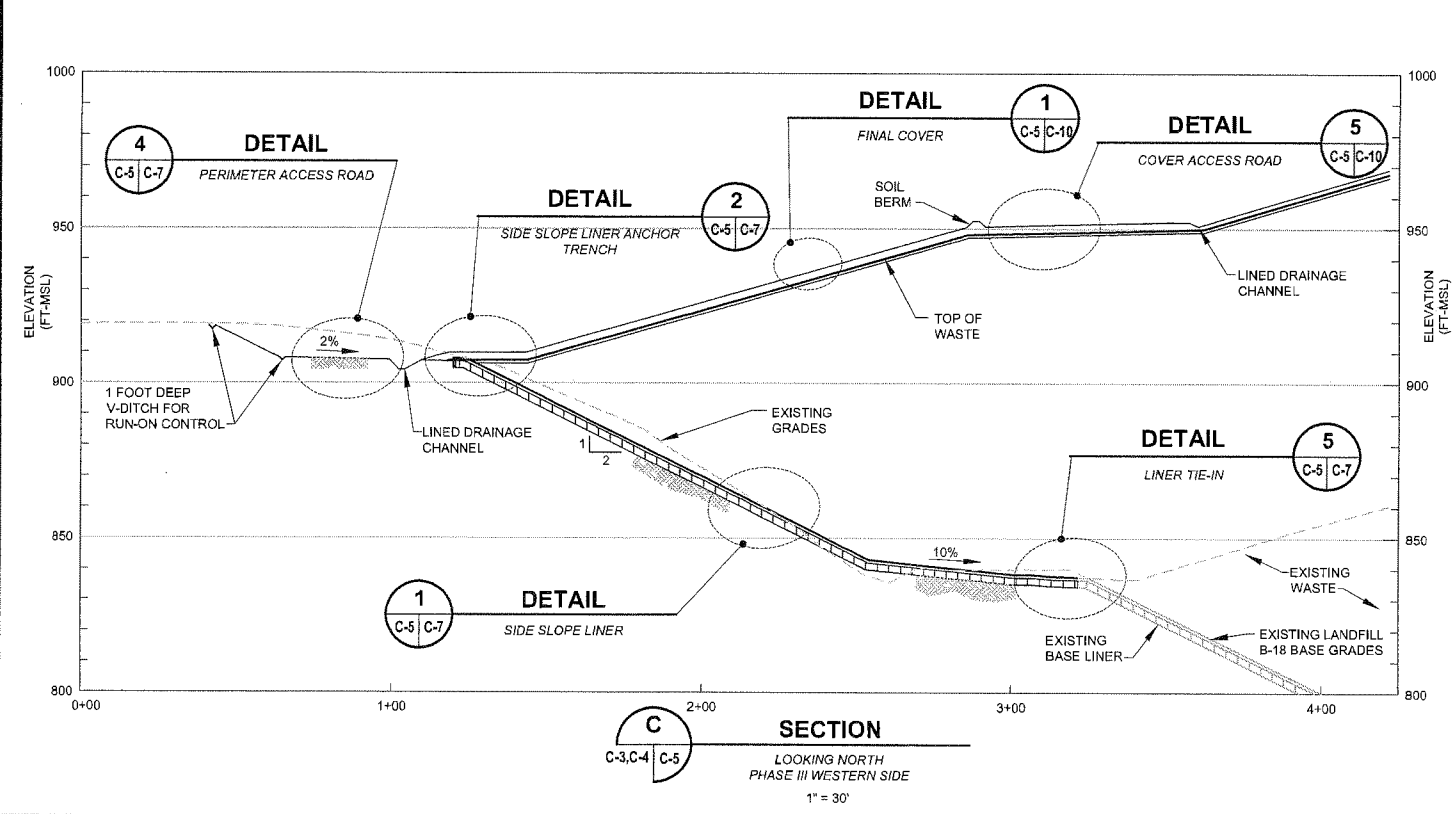 1000
950
900
850
800
ELEVATION
(FT-MSL)
4
C-5 C-7
DETAIL
PERIMETER ACCESS ROAD
DETAIL
SIDE SLOPE LINER ANCHOR
TRENCH
2
C-5 C-7
DETAIL
FINAL COVER
1
C-5 C-10
DETAIL
COVER ACCESS ROAD
5
C-5 C-10
SOIL
BERM
LINED DRAINAGE
CHANNEL
TOP OF
WASTE
2%
1 FOOT DEEP
V-DITCH FOR
RUN-ON CONTROL
LINED DRAINAGE
CHANNEL
1
2
EXISTING
GRADES
DETAIL
LINER TIE-IN
5
C-5 C-7
10%
EXISTING
WASTE
1
C-5 C-7
DETAIL
SIDE SLOPE LINER
EXISTING
BASE LINER
EXISTING LANDFILL
B-18 BASE GRADES
1000
950
900
850
800
ELEVATION
(FT-MSL)
0+00 1+00 2+00 3+00 4+00
C
C-3,C-4 C-5
SECTION
LOOKING NORTH
PHASE III WESTERN SIDE
1" = 30'